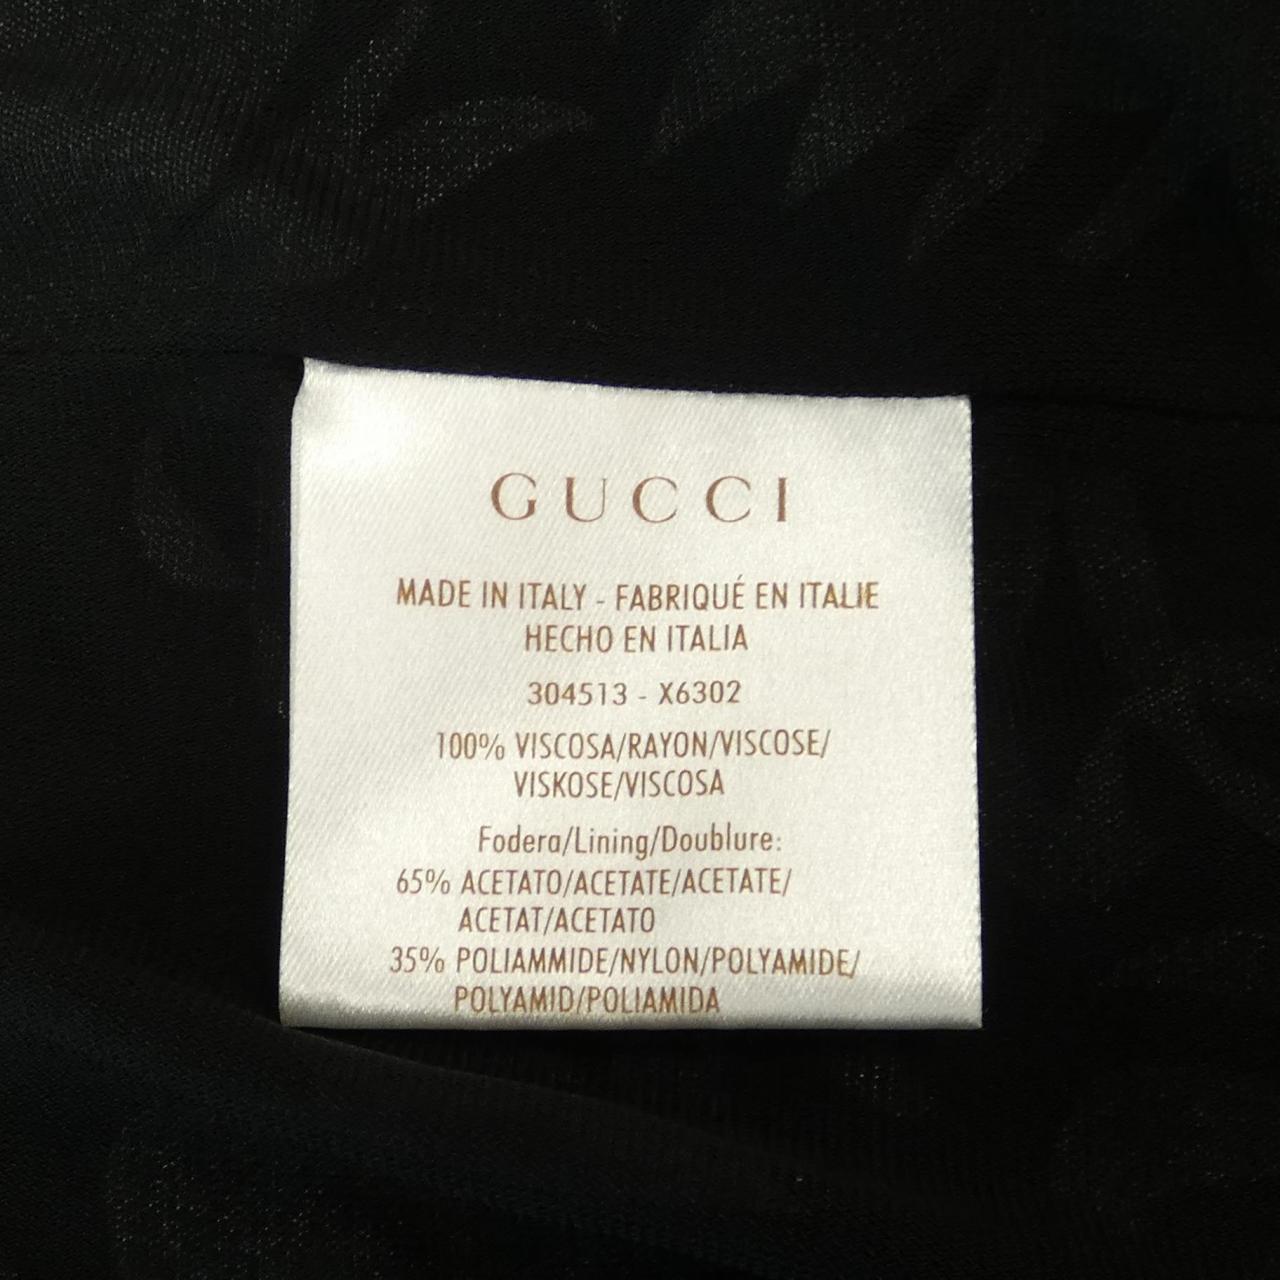 GUCCI
MADE IN ITALY - FABRIQUÉ EN ITALIE
HECHO EN ITALIA
304513 - X6302
100% VISCOSA/RAYON/VISCOSE/
VISKOSE/VISCOSA
Fodera/Lining/Doublure:
65% ACETATO/ACETATE/ACETATE/
ACETAT/ACETATO
35% POLIAMMIDE/NYLON/POLYAMIDE/
POLYAMID/POLIAMIDA